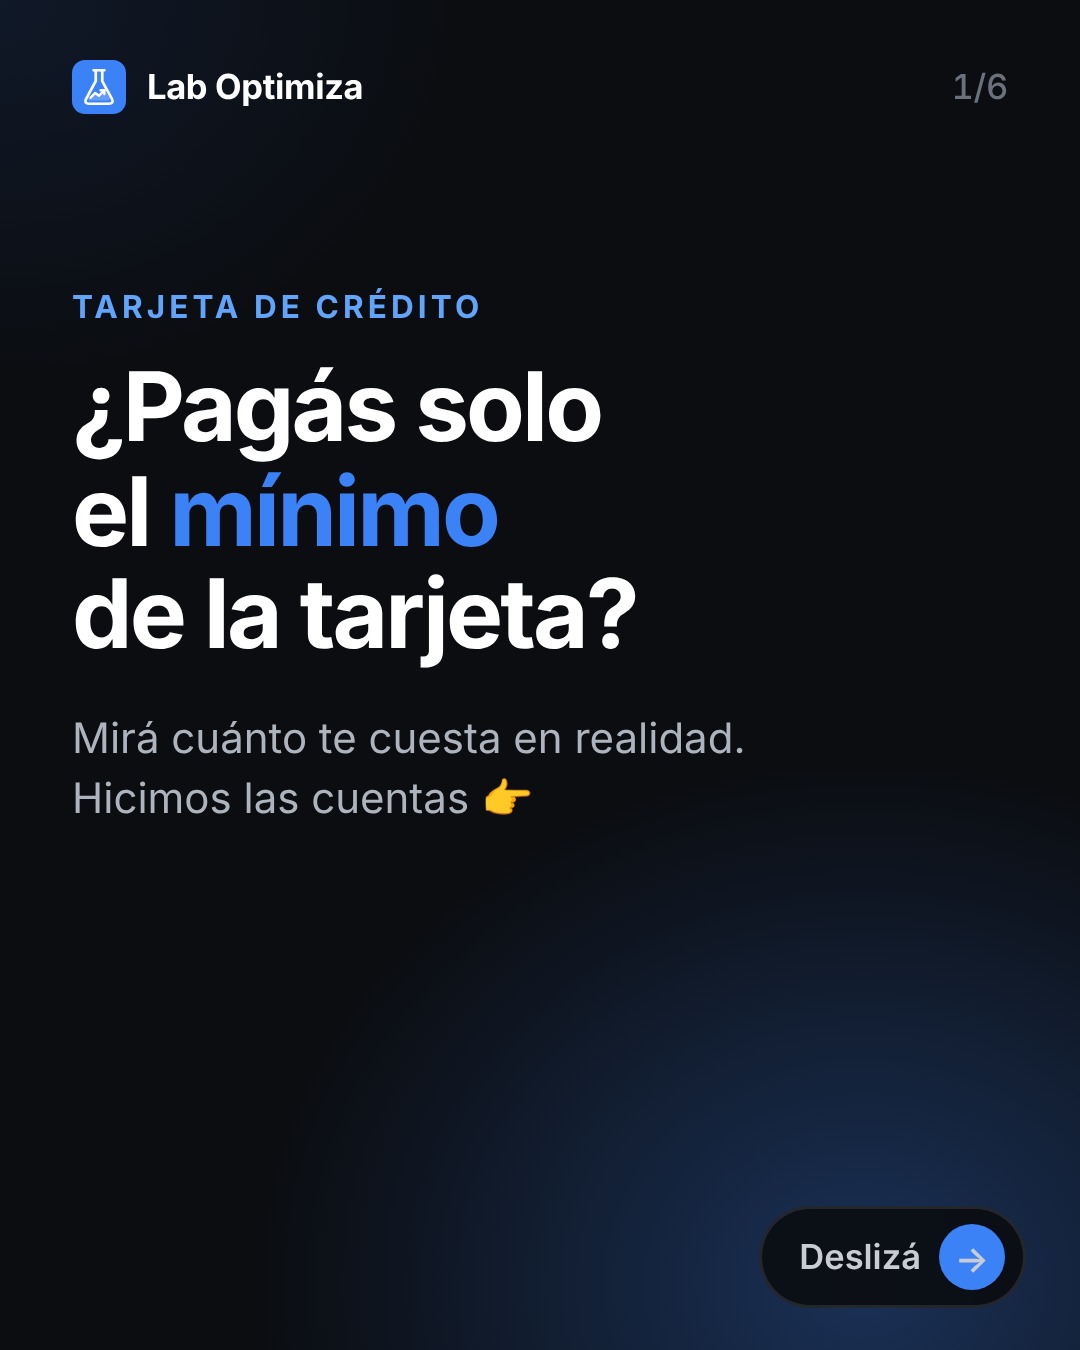 Lab Optimiza
1/6
TARJETA DE CRÉDITO
¿Pagás solo
el mínimo
de la tarjeta?
Mirá cuánto te cuesta en realidad.
Hicimos las cuentas 👉
Deslizá →